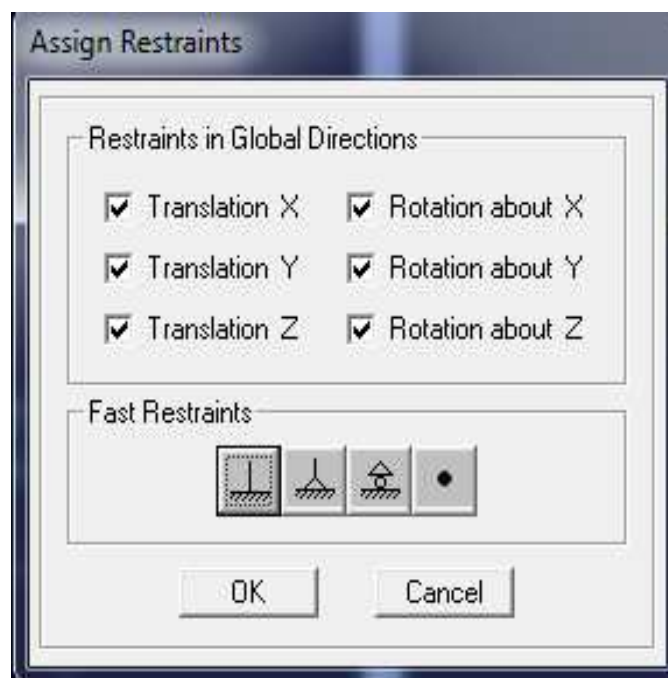 Assign Restraints
Restraints in Global Directions
Translation X Rotation about X
Translation Y Rotation about Y
Translation Z Rotation about Z
Fast Restraints
OK Cancel